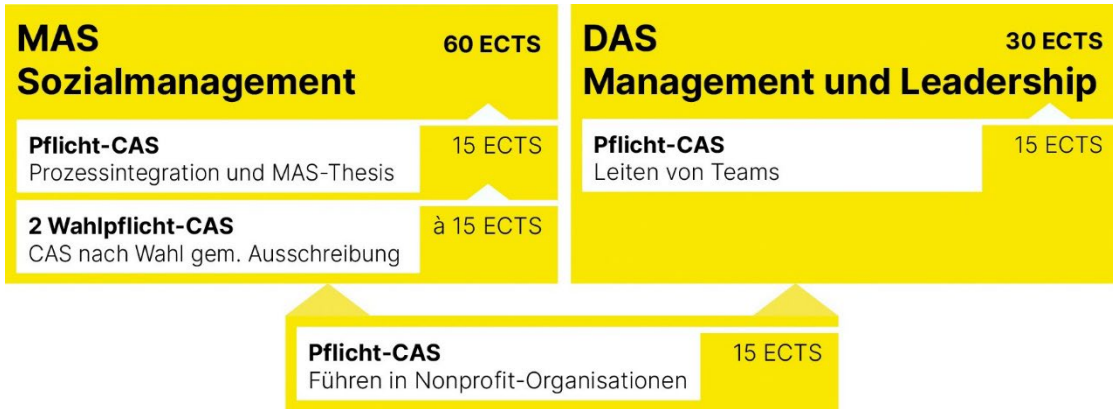 MAS
60 ECTS
Sozialmanagement
Pflicht-CAS
15 ECTS
Prozessintegration und MAS-Thesis
2 Wahlpflicht-CAS
à 15 ECTS
CAS nach Wahl gem. Ausschreibung
DAS
30 ECTS
Management und Leadership
Pflicht-CAS
15 ECTS
Leiten von Teams
Pflicht-CAS
15 ECTS
Führen in Nonprofit-Organisationen